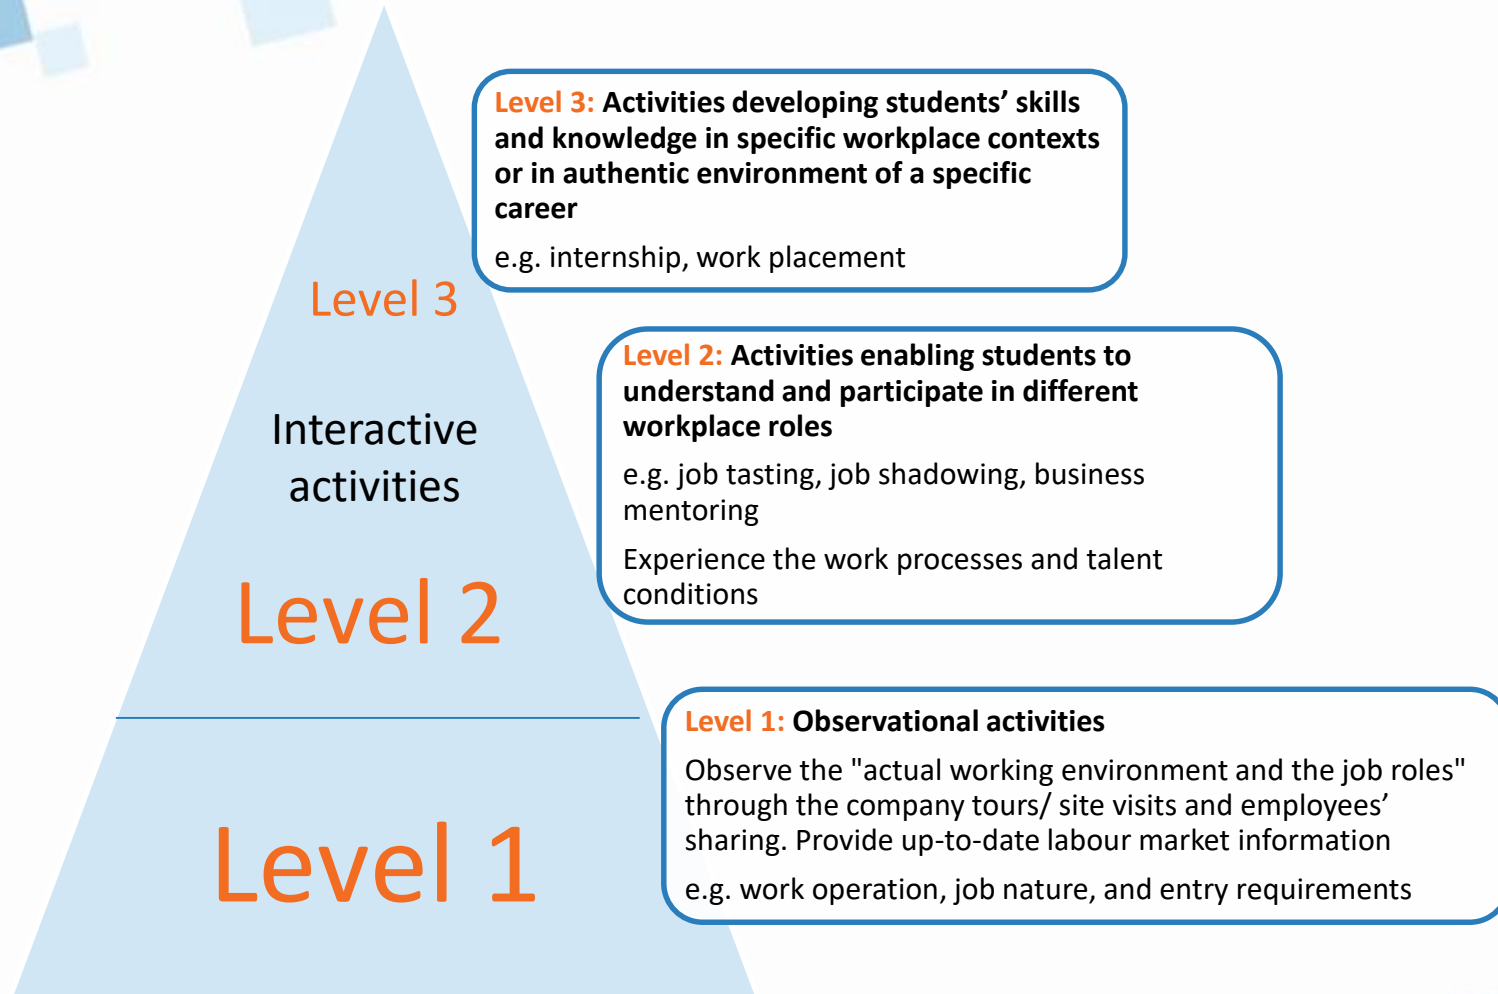 Level 3: Activities developing students’ skills
and knowledge in specific workplace contexts
or in authentic environment of a specific
career
e.g. internship, work placement
Level 3
Level 2: Activities enabling students to
understand and participate in different
workplace roles
e.g. job tasting, job shadowing, business
mentoring
Experience the work processes and talent
conditions
Interactive
activities
Level 2
Level 1: Observational activities
Observe the "actual working environment and the job roles"
through the company tours/ site visits and employees’
sharing. Provide up-to-date labour market information
e.g. work operation, job nature, and entry requirements
Level 1